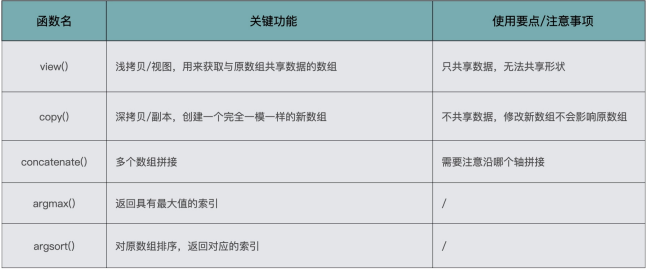 函数名 关键功能 使用要点/注意事项
view() 浅拷贝/视图，用来获取与原数组共享数据的数组 只共享数据，无法共享形状
copy() 深拷贝/副本，创建一个完全一模一样的新数组 不共享数据，修改新数组不会影响原数组
concatenate() 多个数组拼接 需要注意沿哪个轴拼接
argmax() 返回具有最大值的索引 /
argsort() 对原数组排序，返回对应的索引 /